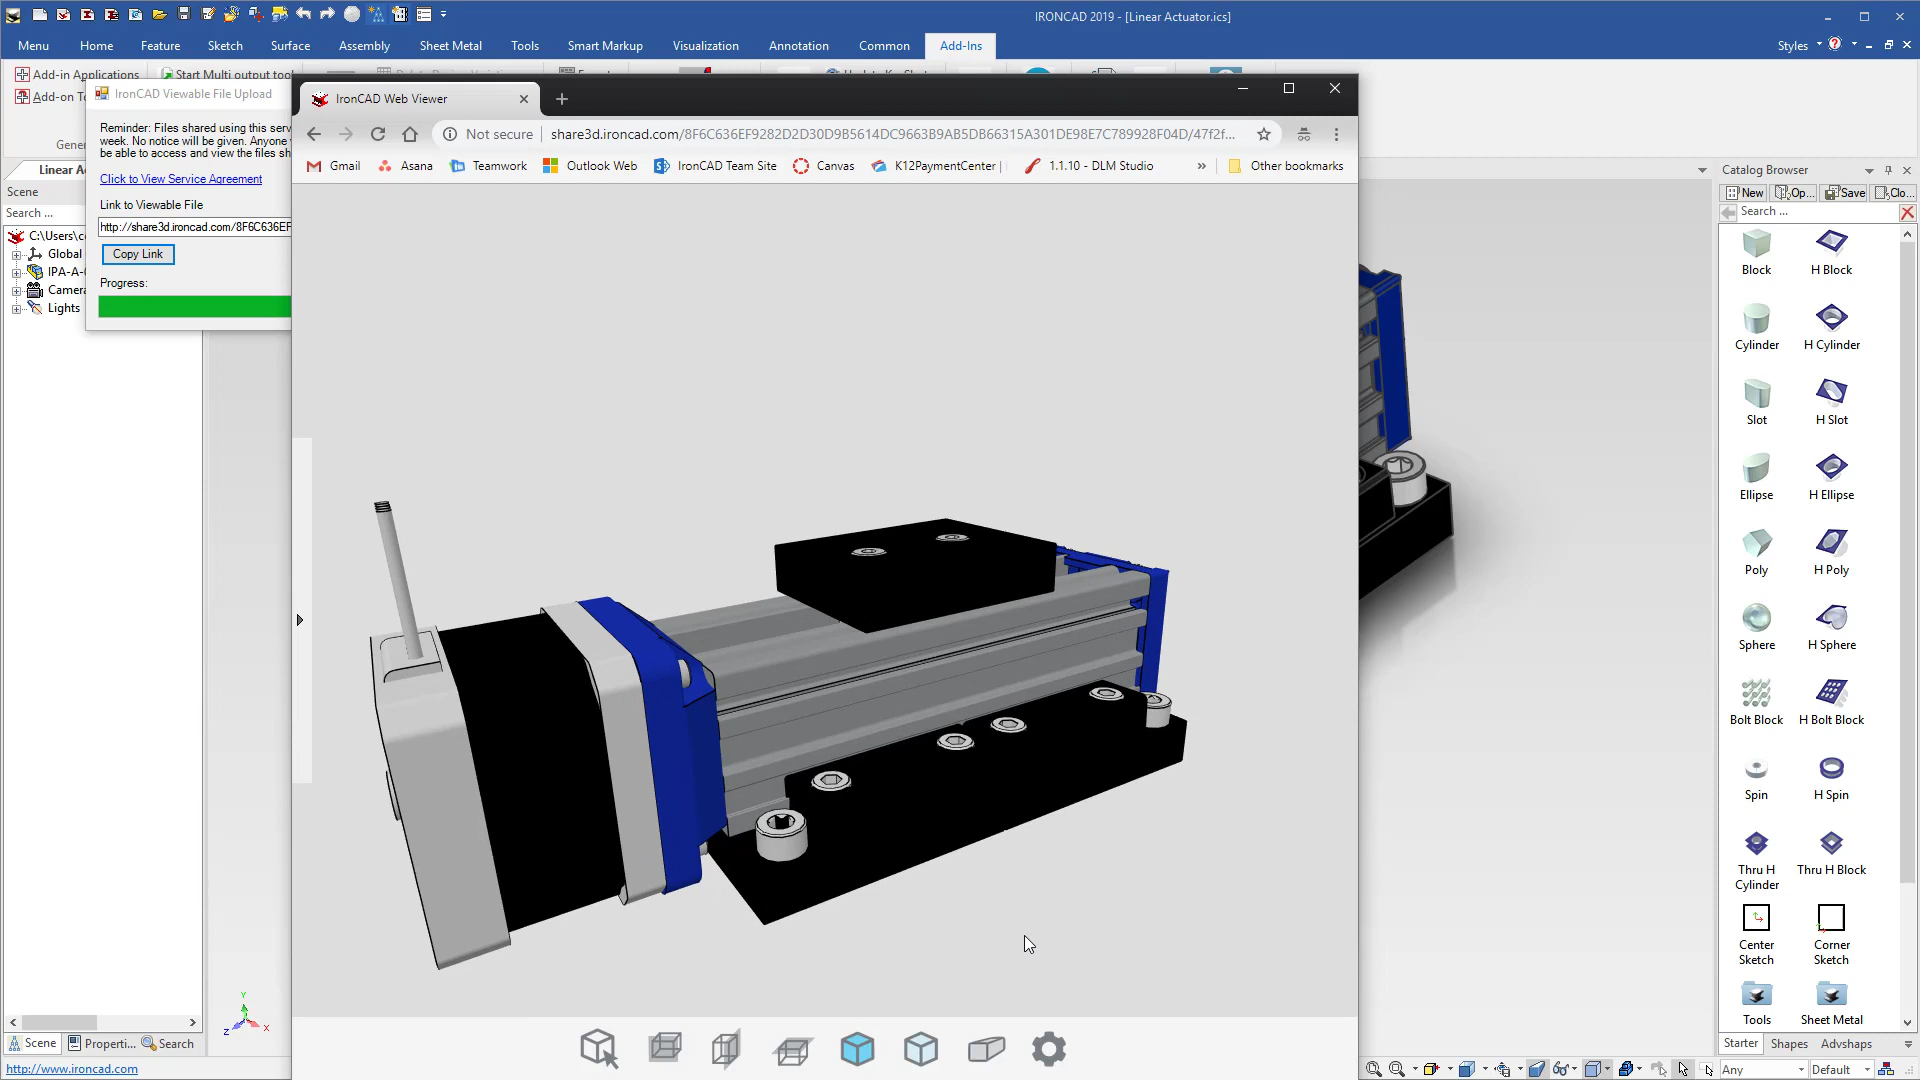 IRONCAD 2019 - [Linear Actuator.ics]
Menu Home Feature Sketch Surface Assembly Sheet Metal Tools Smart Markup Visualization Annotation Common Add-Ins
Styles
Add-in Applications
Start Multi output tool
Add-on To
Gener
IronCAD Viewable File Upload
Reminder: Files shared using this serv
week. No notice will be given. Anyone
be able to access and view the files sh
Click to View Service Agreement
Link to Viewable File
http://share3d.ironcad.com/8F6C636EF
Copy Link
Progress:
IronCAD Web Viewer
Not secure
share3d.ironcad.com/8F6C636EF9282D2D30D9B5614DC9663B9AB5DB66315A301DE98E7C789928F04D/47f2f...
Gmail
Asana
Teamwork
Outlook Web
IronCAD Team Site
Canvas
K12PaymentCenter |
1.1.10 - DLM Studio
»
Other bookmarks
Linear Ac
Scene
Search ...
C:\Users\c
Global
IPA-A-
Camera
Lights
Y
Z
X
Scene
Properti...
Search
http://www.ironcad.com
Catalog Browser
New
Op...
Save
Clo...
Search ...
Block
H Block
Cylinder
H Cylinder
Slot
H Slot
Ellipse
H Ellipse
Poly
H Poly
Sphere
H Sphere
Bolt Block
H Bolt Block
Spin
H Spin
Thru H
Cylinder
Thru H Block
Center
Sketch
Corner
Sketch
Tools
Sheet Metal
Starter
Shapes
Advshaps
Any
Default